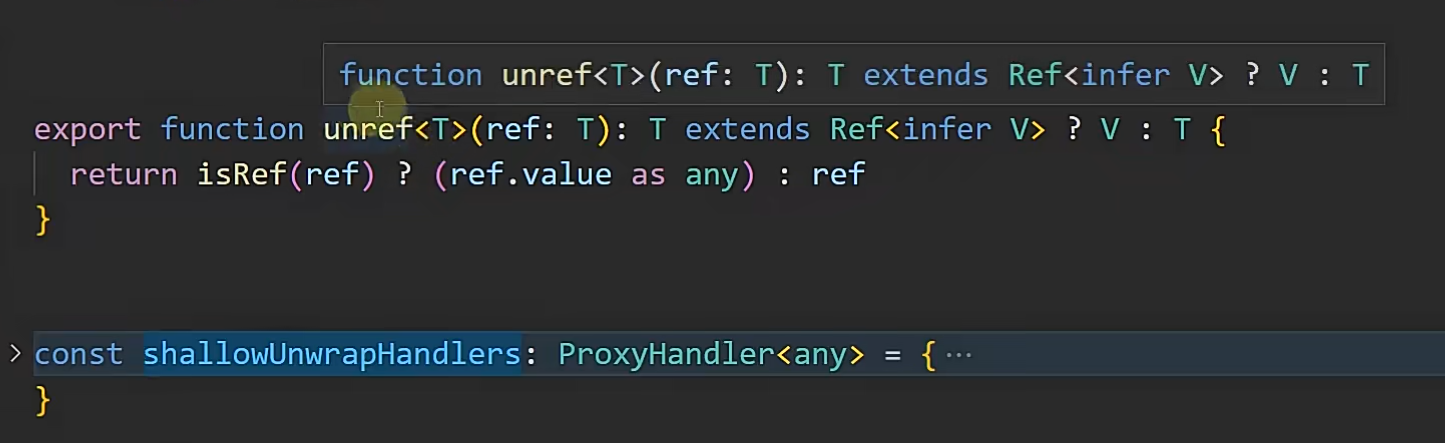 function unref<T>(ref: T): T extends Ref<infer V> ? V : T
export function unref<T>(ref: T): T extends Ref<infer V> ? V : T {
return isRef(ref) ? (ref.value as any) : ref
}
const shallowUnwrapHandlers: ProxyHandler<any> = {···
}